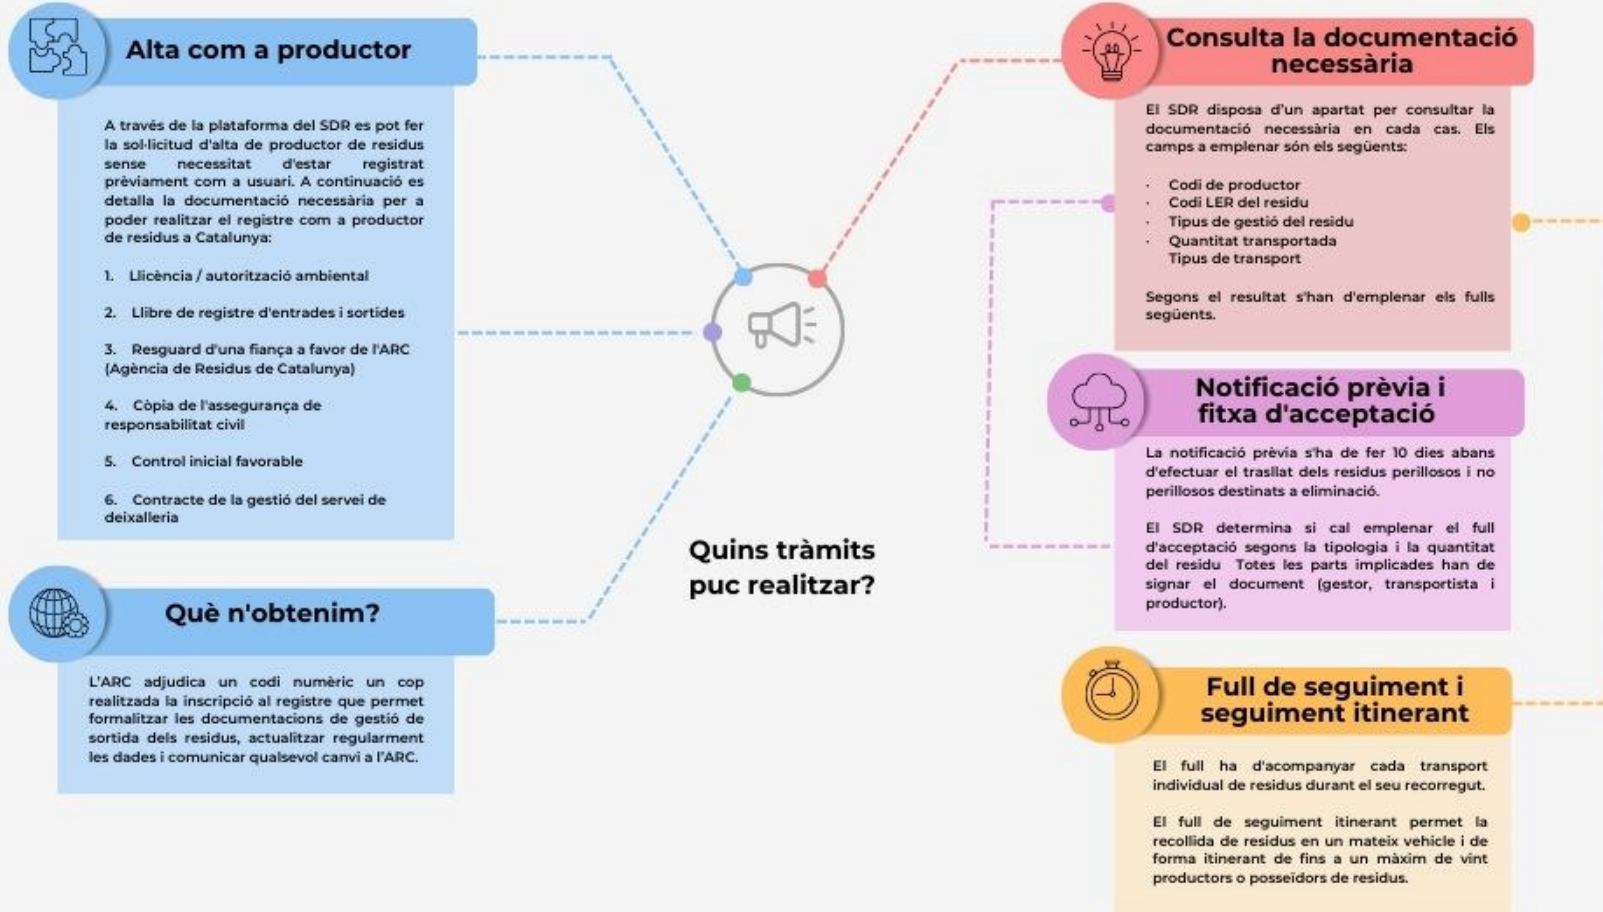 Alta com a productor
A través de la plataforma del SDR es pot fer
la sol·licitud d'alta de productor de residus
sense necessitat d'estar registrat
prèviament com a usuari. A continuació es
detalla la documentació necessària per a
poder realitzar el registre com a productor
de residus a Catalunya:
1. Llicència / autorització ambiental
2. Llibre de registre d'entrades i sortides
3. Resguard d'una fiança a favor de l'ARC
(Agència de Residus de Catalunya)
4. Còpia de l'assegurança de
responsabilitat civil
5. Control inicial favorable
6. Contracte de la gestió del servei de
deixalleria
Què n'obtenim?
L'ARC adjudica un codi numèric un cop
realitzada la inscripció al registre que permet
formalitzar les documentacions de gestió de
sortida dels residus, actualitzar regularment
les dades i comunicar qualsevol canvi a l'ARC.
Quins tràmits
puc realitzar?
Consulta la documentació
necessària
El SDR disposa d'un apartat per consultar la
documentació necessària en cada cas. Els
camps a emplenar són els següents:
· Codi de productor
· Codi LER del residu
· Tipus de gestió del residu
· Quantitat transportada
Tipus de transport
Segons el resultat s'han d'emplenar els fulls
següents.
Notificació prèvia i
fitxa d'acceptació
La notificació prèvia s'ha de fer 10 dies abans
d'efectuar el trasllat dels residus perillosos i no
perillosos destinats a eliminació.
El SDR determina si cal emplenar el full
d'acceptació segons la tipologia i la quantitat
del residu Totes les parts implicades han de
signar el document (gestor, transportista i
productor).
Full de seguiment i
seguiment itinerant
El full ha d'acompanyar cada transport
individual de residus durant el seu recorregut.
El full de seguiment itinerant permet la
recollida de residus en un mateix vehicle i de
forma itinerant de fins a un màxim de vint
productors o posseïdors de residus.